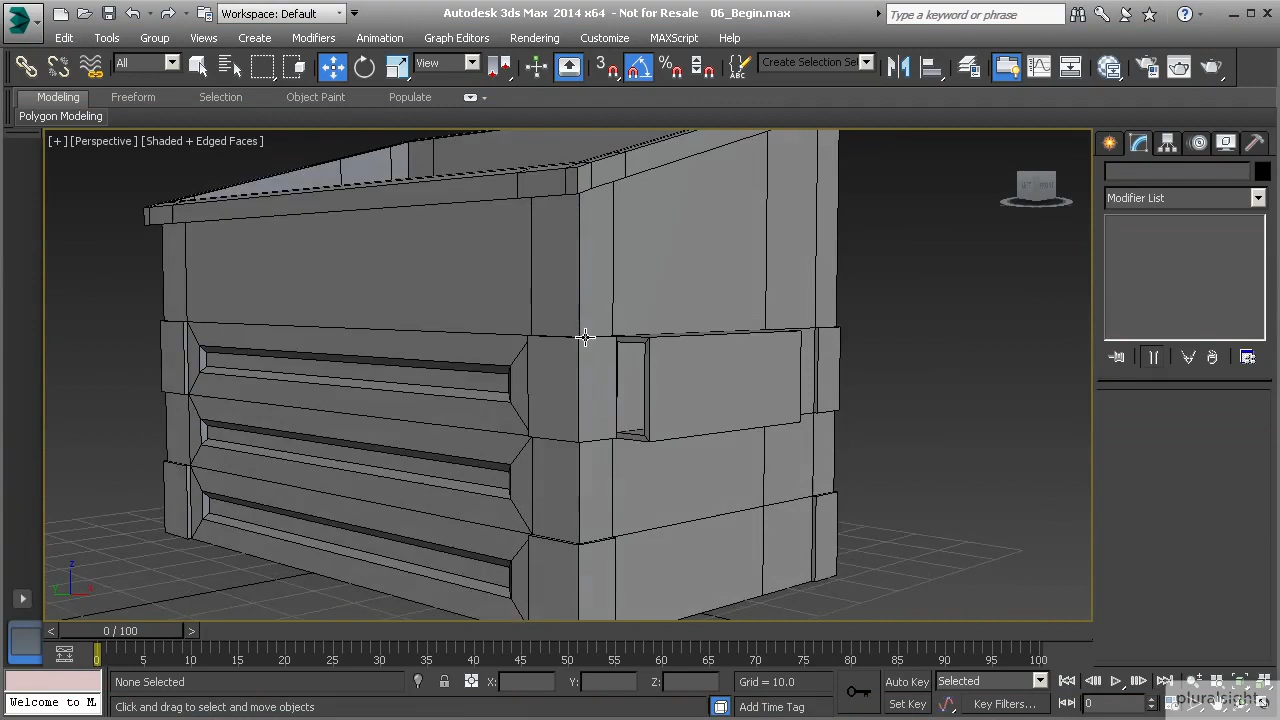 Workspace: Default
Autodesk 3ds Max 2014 x64 - Not for Resale 06_Begin.max
Type a keyword or phrase
Edit Tools Group Views Create Modifiers Animation Graph Editors Rendering Customize MAXScript Help
All View 3 Create Selection Se
Modeling Freeform Selection Object Paint Populate
Polygon Modeling
[+] [Perspective] [Shaded + Edged Faces]
Modifier List
z
y x
< 0 / 100 >
0 5 10 15 20 25 30 35 40 45 50 55 60 65 70 75 80 85 90 95 100
None Selected X: Y: Z: Grid = 10.0 Auto Key Selected
Welcome to M Click and drag to select and move objects Add Time Tag Set Key Key Filters... 0
pluralsight